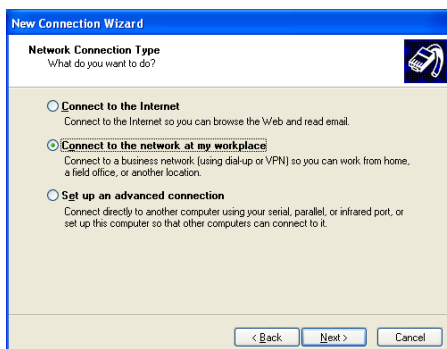 New Connection Wizard
Network Connection Type
What do you want to do?
Connect to the Internet
Connect to the Internet so you can browse the Web and read email.
Connect to the network at my workplace
Connect to a business network (using dial-up or VPN) so you can work from home,
a field office, or another location.
Set up an advanced connection
Connect directly to another computer using your serial, parallel, or infrared port, or
set up this computer so that other computers can connect to it.
< Back Next > Cancel